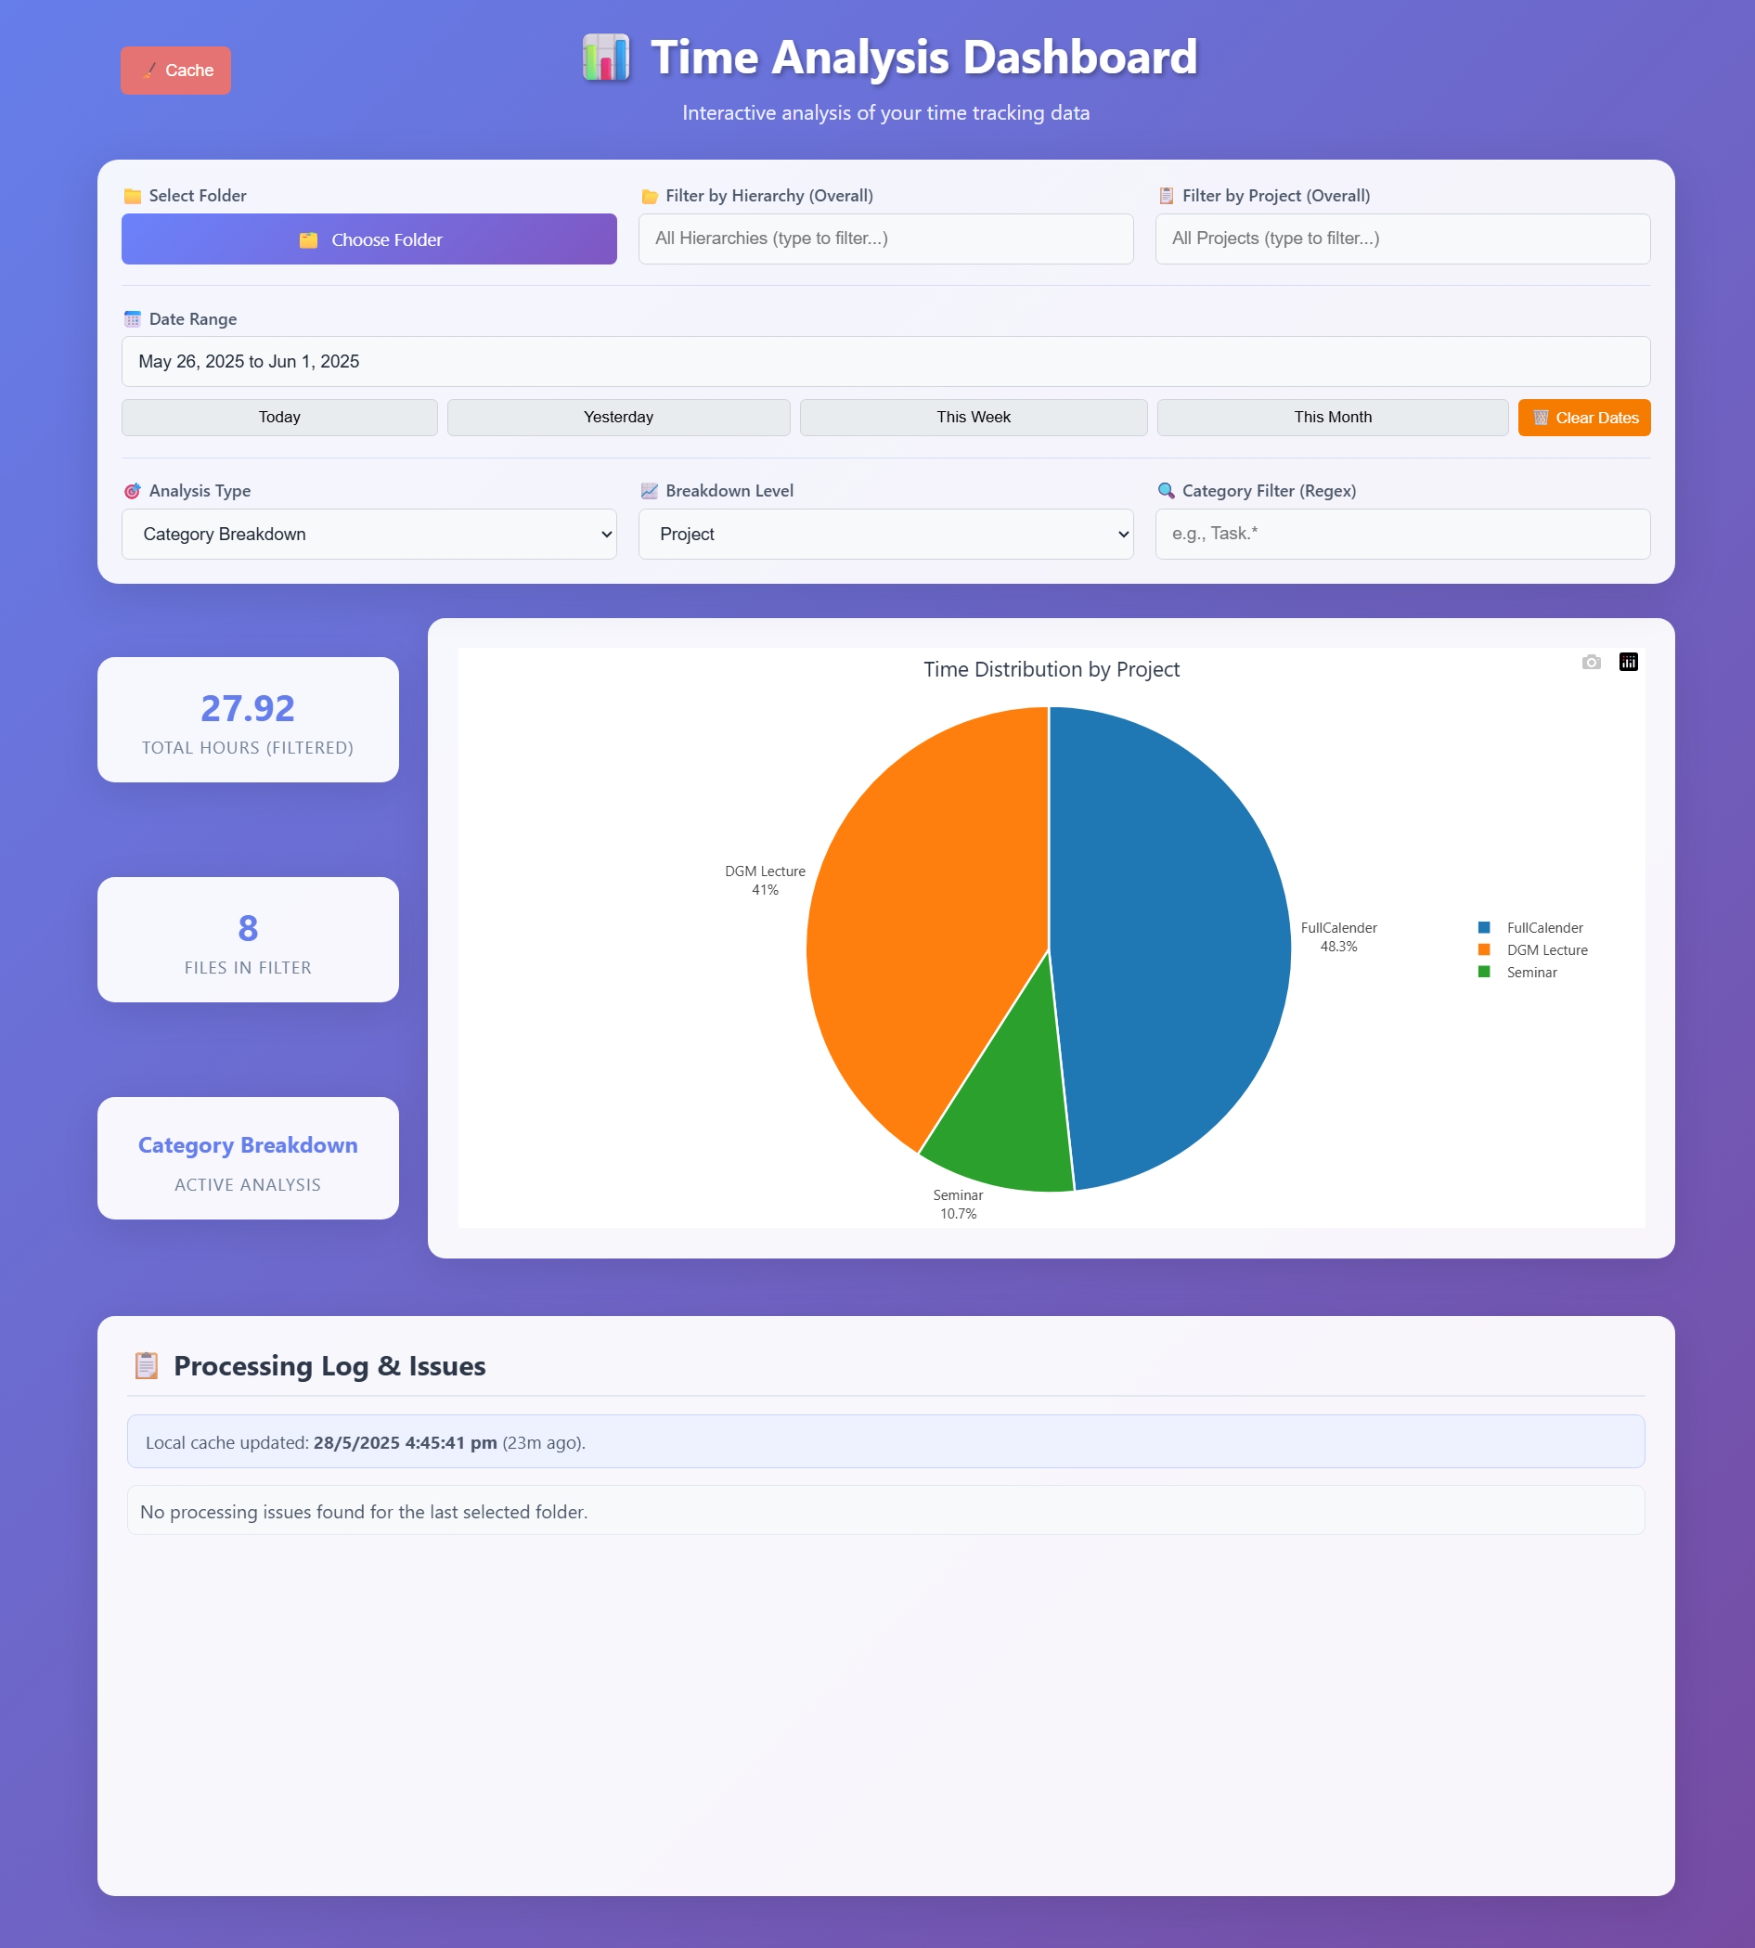 Cache
Time Analysis Dashboard
Interactive analysis of your time tracking data
Select Folder
Choose Folder
Filter by Hierarchy (Overall)
All Hierarchies (type to filter...)
Filter by Project (Overall)
All Projects (type to filter...)
Date Range
May 26, 2025 to Jun 1, 2025
Today
Yesterday
This Week
This Month
Clear Dates
Analysis Type
Category Breakdown
Breakdown Level
Project
Category Filter (Regex)
e.g., Task.*
27.92
TOTAL HOURS (FILTERED)
8
FILES IN FILTER
Category Breakdown
ACTIVE ANALYSIS
Time Distribution by Project
DGM Lecture
41%
FullCalender
48.3%
Seminar
10.7%
FullCalender
DGM Lecture
Seminar
Processing Log & Issues
Local cache updated: 28/5/2025 4:45:41 pm (23m ago).
No processing issues found for the last selected folder.